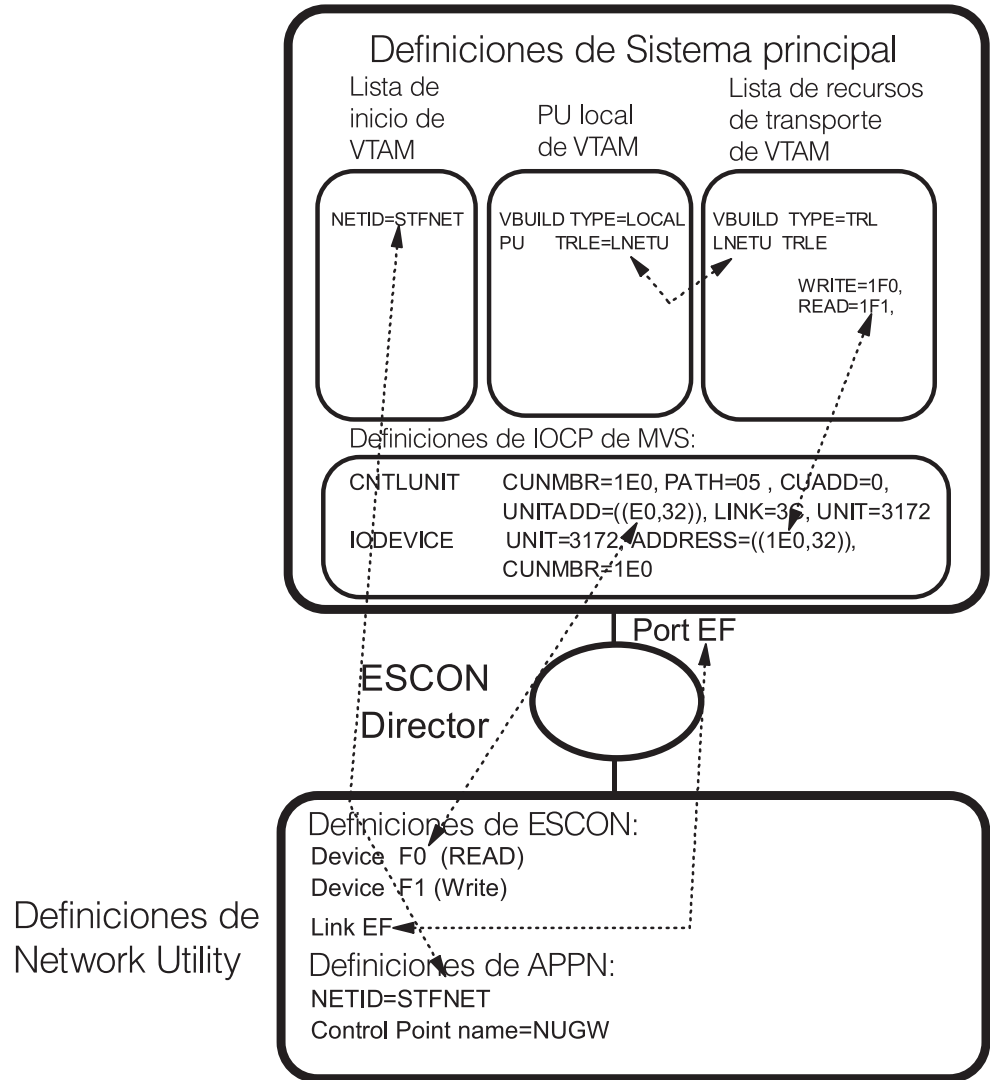 Definiciones de Sistema principal
Lista de
inicio de
VTAM
PU local
de VTAM
Lista de recursos
de transporte
de VTAM
NETID=STFNET
VBUILD TYPE=LOCAL
PU TRLE=LNETU
VBUILD TYPE=TRL
LNETU TRLE
WRITE=1F0,
READ=1F1,
Definiciones de IOCP de MVS:
CNTLUNIT CUNMBR=1E0, PATH=05 , CUADD=0,
UNITADD=((E0,32)), LINK=3C, UNIT=3172
IODEVICE UNIT=3172, ADDRESS=((1E0,32)),
CUNMBR=1E0
Port EF
ESCON
Director
Definiciones de ESCON:
Device F0 (READ)
Device F1 (Write)
Link EF
Definiciones de APPN:
NETID=STFNET
Control Point name=NUGW
Definiciones de
Network Utility